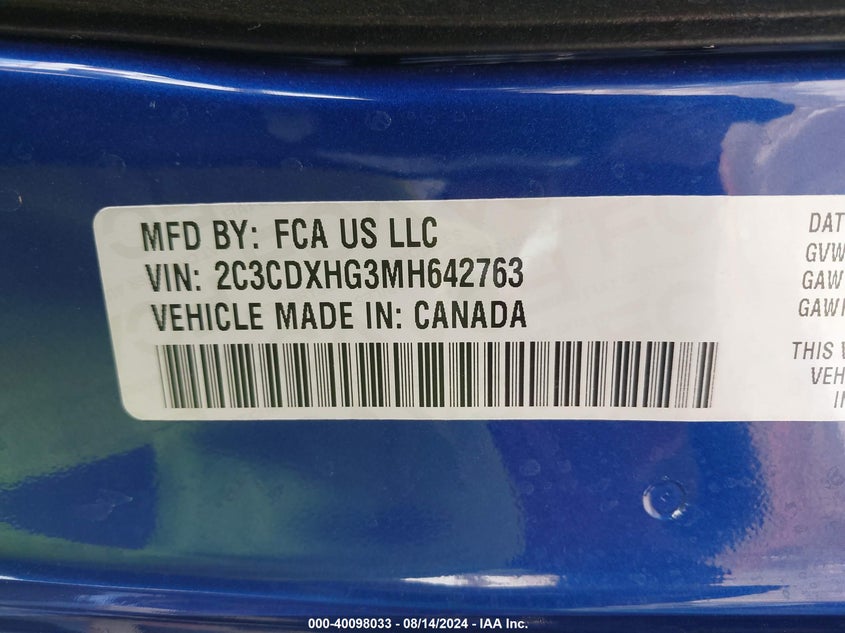 MFD BY: FCA US LLC
VIN: 2C3CDXHG3MH642763
VEHICLE MADE IN: CANADA
DAT
GVW
GAW
GAW
THIS V
VEH
IN
000-40098033 - 08/14/2024 - IAA Inc.